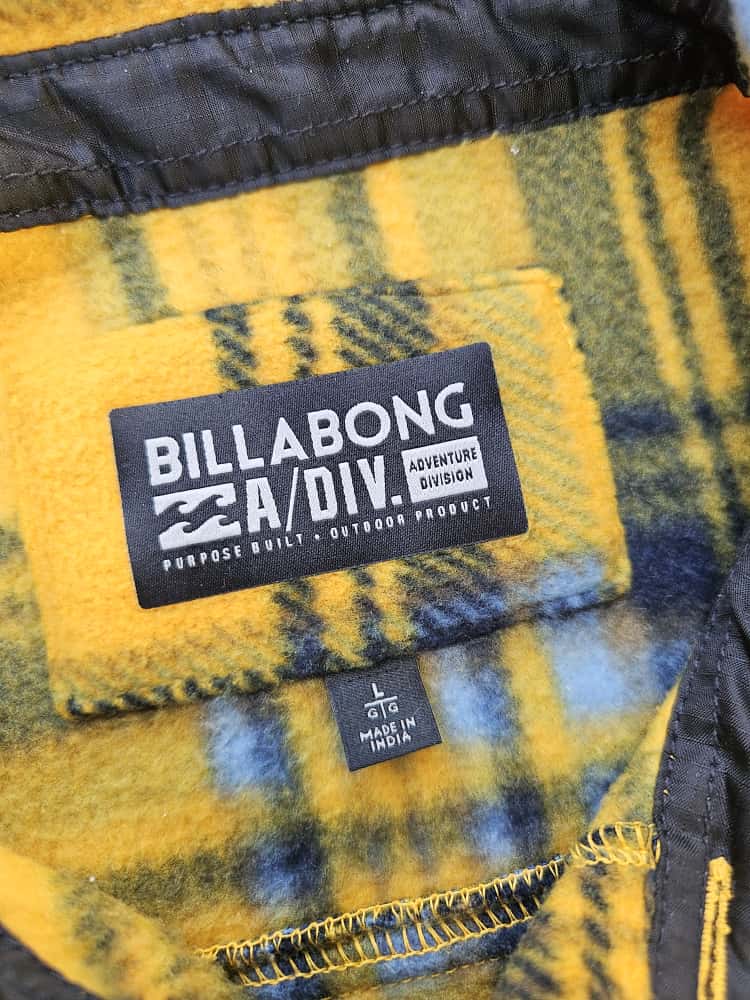 BILLABONG
A/DIV. ADVENTURE DIVISION
PURPOSE BUILT • OUTDOOR PRODUCT
L
G G
MADE IN
INDIA